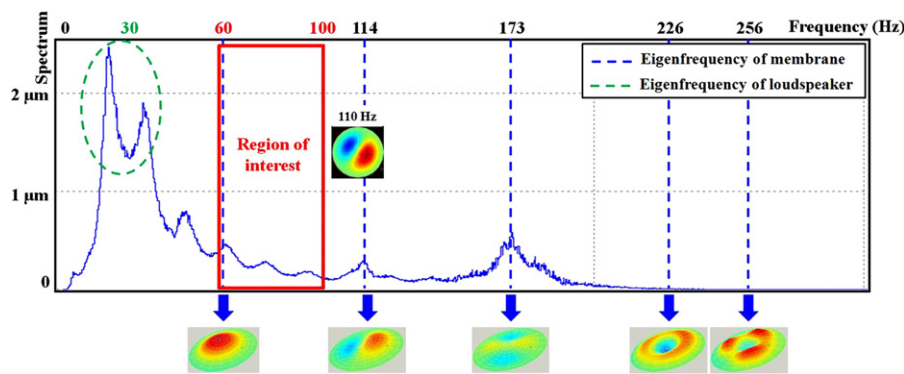 0 30 60 100 114 173 226 256 Frequency (Hz)
Spectrum
Eigenfrequency of membrane
Eigenfrequency of loudspeaker
2 µm
110 Hz
Region of
interest
1 µm
0